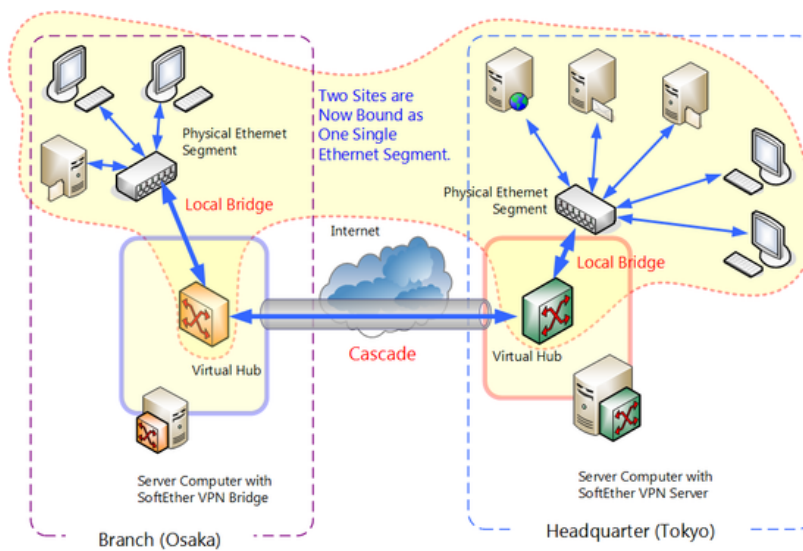 Two Sites are
Now Bound as
One Single
Ethernet Segment.
Physical Ethernet
Segment
Local Bridge
Physical Ethernet
Segment
Internet
Local Bridge
Cascade
Virtual Hub
Virtual Hub
Server Computer with
SoftEther VPN Bridge
Server Computer with
SoftEther VPN Server
Branch (Osaka)
Headquarter (Tokyo)